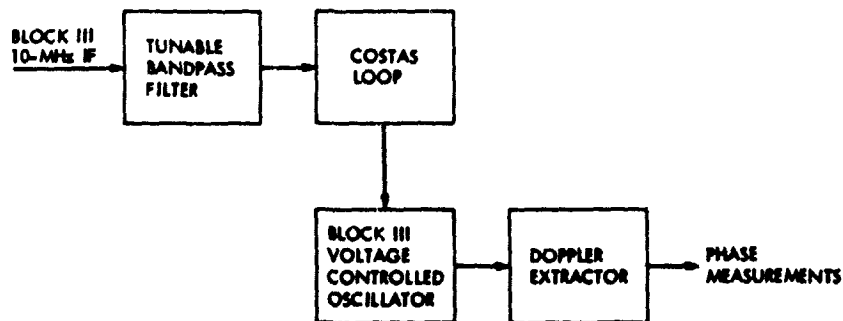 BLOCK III
10-MHz IF
TUNABLE
BANDPASS
FILTER
COSTAS
LOOP
BLOCK III
VOLTAGE
CONTROLLED
OSCILLATOR
DOPPLER
EXTRACTOR
PHASE
MEASUREMENTS